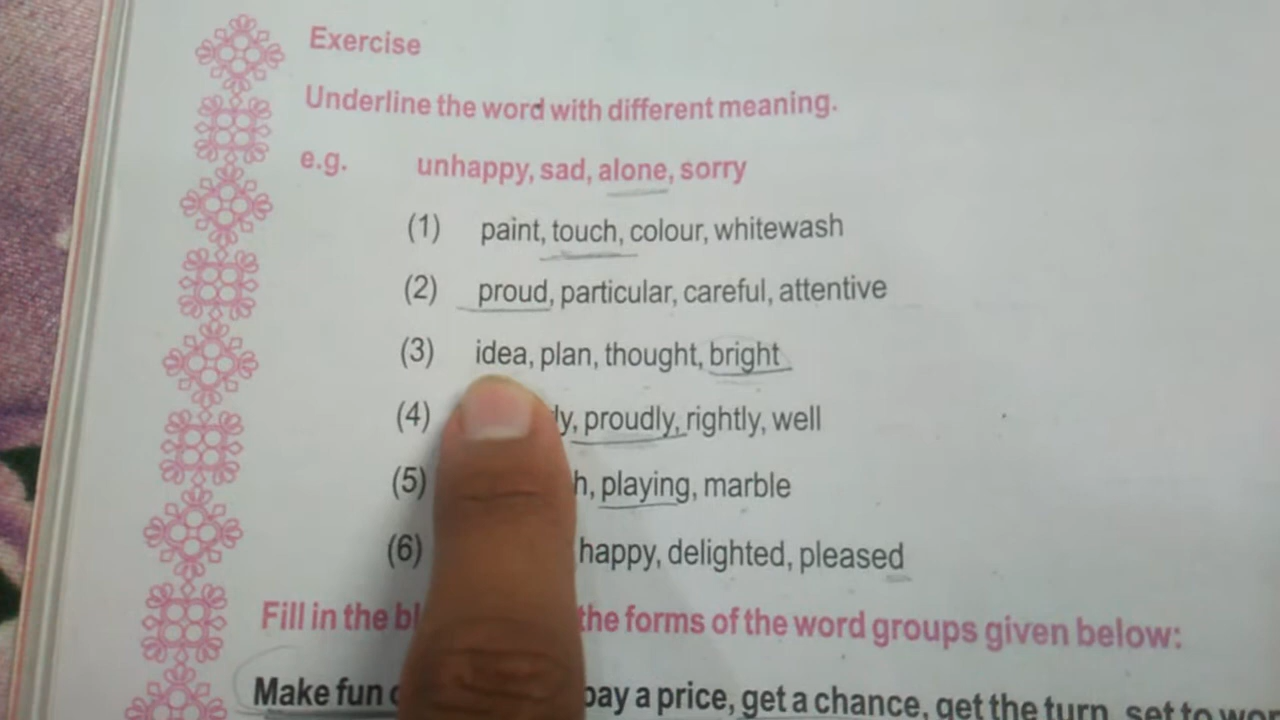 Exercise
Underline the word with different meaning.
e.g. unhappy, sad, alone, sorry
(1) paint, touch, colour, whitewash
(2) proud, particular, careful, attentive
(3) idea, plan, thought, bright
(4) proudly, rightly, well
(5) playing, marble
(6) happy, delighted, pleased
Fill in the the forms of the word groups given below:
Make fun pay a price, get a chance, get the turn, set to